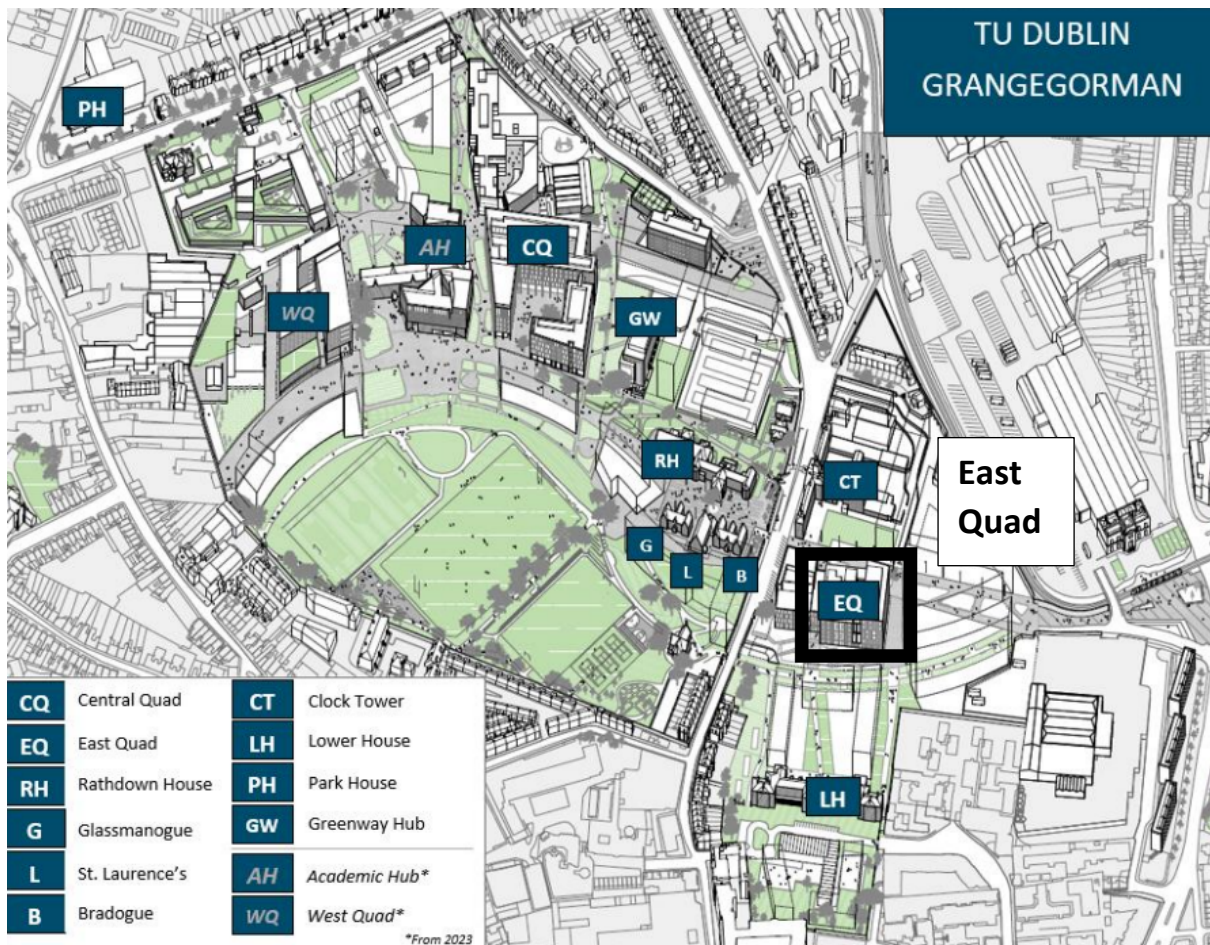 TU DUBLIN
GRANGEGORMAN
PH
AH
CQ
WQ
GW
RH
CT
East
Quad
G
L
B
EQ
LH
CQ Central Quad
EQ East Quad
RH Rathdown House
G Glassmanogue
L St. Laurence's
B Bradogue
CT Clock Tower
LH Lower House
PH Park House
GW Greenway Hub
AH Academic Hub*
WQ West Quad*
*From 2023